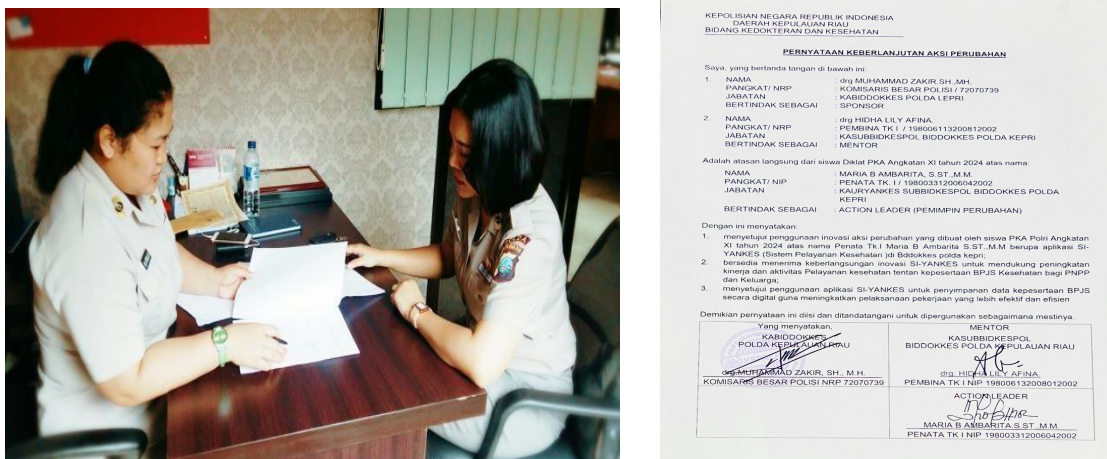 KEPOLISIAN NEGARA REPUBLIK INDONESIA
DAERAH KEPULAUAN RIAU
BIDANG KEDOKTERAN DAN KESEHATAN
PERNYATAAN KEBERLANJUTAN AKSI PERUBAHAN
Saya, yang bertanda tangan di bawah ini:
1. NAMA : drg MUHAMMAD ZAKIR.SH.,MH.
PANGKAT/ NRP : KOMISARIS BESAR POLISI / 72070739
JABATAN : KABIDDOKKES POLDA LEPRI
BERTINDAK SEBAGAI : SPONSOR
2. NAMA : drg HIDHA LILY AFINA.
PANGKAT/ NRP : PEMBINA TK I / 198006113200812002
JABATAN : KASUBBIDKESPOL BIDDOKKES POLDA KEPRI
BERTINDAK SEBAGAI : MENTOR
Adalah atasan langsung dari siswa Diklat PKA Angkatan XI tahun 2024 atas nama:
NAMA : MARIA B AMBARITA, S.ST.,M.M.
PANGKAT/ NIP : PENATA TK. I / 198003312006042002
JABATAN : KAURYANKES SUBBIDKESPOL BIDDOKKES POLDA
KEPRI
BERTINDAK SEBAGAI : ACTION LEADER (PEMIMPIN PERUBAHAN)
Dengan ini menyatakan:
1. menyetujui penggunaan inovasi aksi perubahan yang dibuat oleh siswa PKA Polri Angkatan
XI tahun 2024 atas nama Penata Tk.I Maria B Ambarita S.ST.,M.M berupa aplikasi SI-
YANKES (Sistem Pelayanan Kesehatan )di Bddokkes polda kepri;
2. bersedia menerima keberlangsungan inovasi SI-YANKES untuk mendukung peningkatan
kinerja dan aktivitas Pelayanan kesehatan tentan kepesertaan BPJS Kesehatan bagi PNPP
dan Keluarga;
3. menyetujui penggunaan aplikasi SI-YANKES untuk penyimpanan data kepesertaan BPJS
secara digital guna meningkatkan pelaksanaan pekerjaan yang lebih efektif dan efisien
Demikian pernyataan ini diisi dan ditandatangani untuk dipergunakan sebagaimana mestinya.
Yang menyatakan,
KABIDDOKKES
POLDA KEPULAUAN RIAU
drg.MUHAMMAD ZAKIR, SH., M.H.
KOMISARIS BESAR POLISI NRP 72070739
MENTOR
KASUBBIDKESPOL
BIDDOKKES POLDA KEPULAUAN RIAU
drg. HIDHA LILY AFINA.
PEMBINA TK I NIP 198006132008012002
ACTION LEADER
MARIA B AMBARITA.S.ST.,M.M.
PENATA TK I NIP 198003312006042002